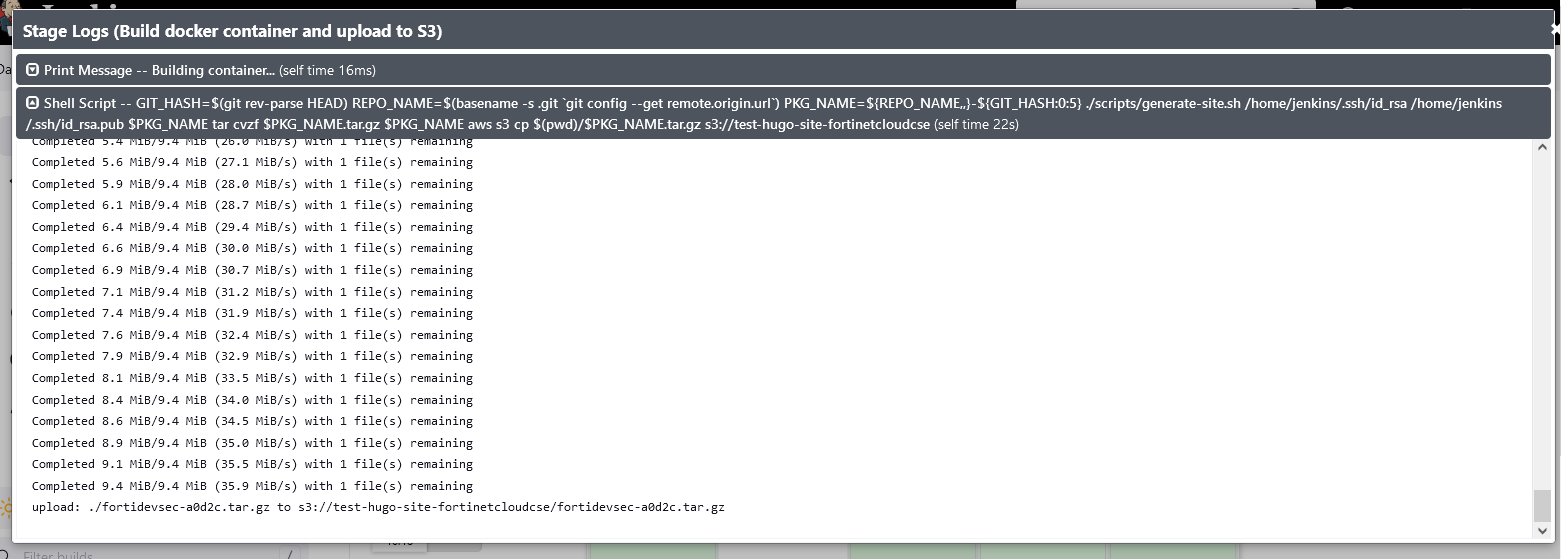 Stage Logs (Build docker container and upload to S3)
Print Message -- Building container... (self time 16ms)
Shell Script -- GIT_HASH=$(git rev-parse HEAD) REPO_NAME=$(basename -s .git `git config --get remote.origin.url`) PKG_NAME=${REPO_NAME,,}-${GIT_HASH:0:5} ./scripts/generate-site.sh /home/jenkins/.ssh/id_rsa /home/jenkins
/.ssh/id_rsa.pub $PKG_NAME tar cvzf $PKG_NAME.tar.gz $PKG_NAME aws s3 cp $(pwd)/$PKG_NAME.tar.gz s3://test-hugo-site-fortinetcloudcse (self time 22s)
Completed 5.4 MiB/9.4 MiB (26.0 MiB/s) with 1 file(s) remaining
Completed 5.6 MiB/9.4 MiB (27.1 MiB/s) with 1 file(s) remaining
Completed 5.9 MiB/9.4 MiB (28.0 MiB/s) with 1 file(s) remaining
Completed 6.1 MiB/9.4 MiB (28.7 MiB/s) with 1 file(s) remaining
Completed 6.4 MiB/9.4 MiB (29.4 MiB/s) with 1 file(s) remaining
Completed 6.6 MiB/9.4 MiB (30.0 MiB/s) with 1 file(s) remaining
Completed 6.9 MiB/9.4 MiB (30.7 MiB/s) with 1 file(s) remaining
Completed 7.1 MiB/9.4 MiB (31.2 MiB/s) with 1 file(s) remaining
Completed 7.4 MiB/9.4 MiB (31.9 MiB/s) with 1 file(s) remaining
Completed 7.6 MiB/9.4 MiB (32.4 MiB/s) with 1 file(s) remaining
Completed 7.9 MiB/9.4 MiB (32.9 MiB/s) with 1 file(s) remaining
Completed 8.1 MiB/9.4 MiB (33.5 MiB/s) with 1 file(s) remaining
Completed 8.4 MiB/9.4 MiB (34.0 MiB/s) with 1 file(s) remaining
Completed 8.6 MiB/9.4 MiB (34.5 MiB/s) with 1 file(s) remaining
Completed 8.9 MiB/9.4 MiB (35.0 MiB/s) with 1 file(s) remaining
Completed 9.1 MiB/9.4 MiB (35.5 MiB/s) with 1 file(s) remaining
Completed 9.4 MiB/9.4 MiB (35.9 MiB/s) with 1 file(s) remaining
upload: ./fortidevsec-a0d2c.tar.gz to s3://test-hugo-site-fortinetcloudcse/fortidevsec-a0d2c.tar.gz
Filter builds... /